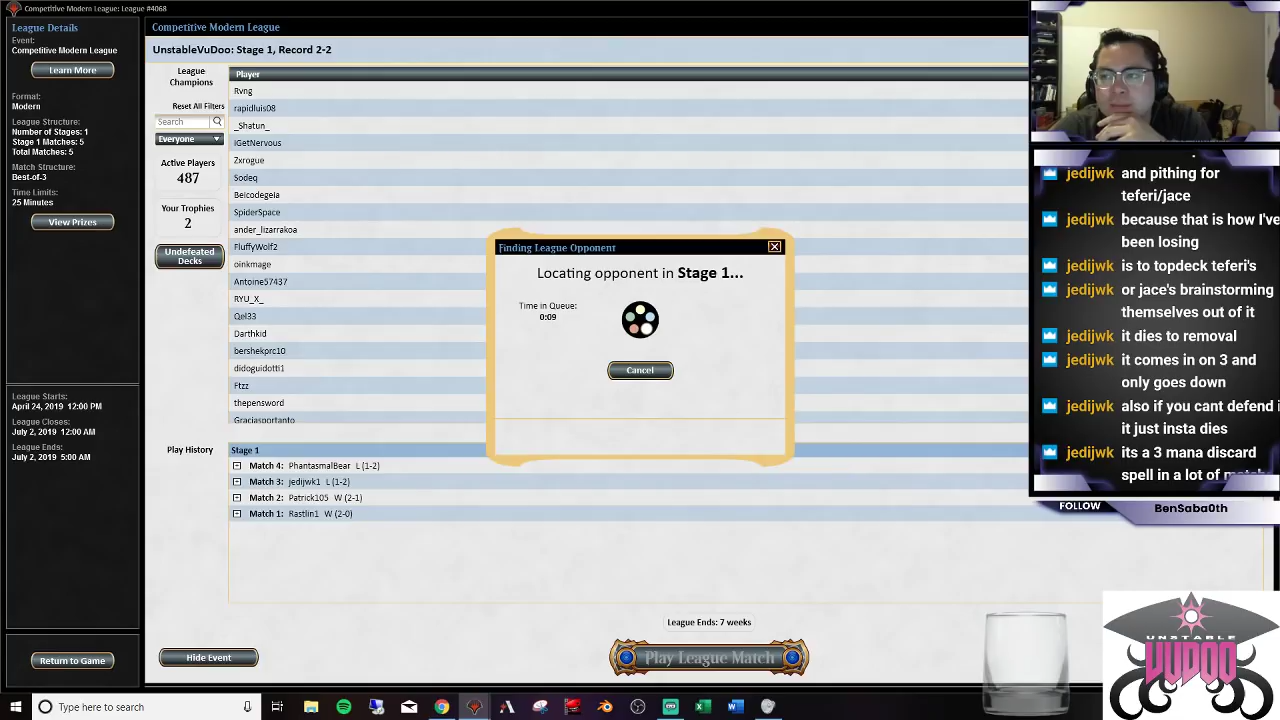 Competitive Modern League: League #4068
League Details
Event:
Competitive Modern League
Learn More
Format:
Modern
League Structure:
Number of Stages: 1
Stage 1 Matches: 5
Total Matches: 5
Match Structure:
Best-of-3
Time Limits:
25 Minutes
View Prizes
League Starts:
April 24, 2019 12:00 PM
League Closes:
July 2, 2019 12:00 AM
League Ends:
July 2, 2019 5:00 AM
Return to Game
Competitive Modern League
UnstableVuDoo: Stage 1, Record 2-2
League
Champions
Reset All Filters
Search
Everyone
Active Players
487
Your Trophies
2
Undefeated
Decks
Player
Rvng
rapidluis08
_Shatun_
iGetNervous
Zxrogue
Sodeq
Belcodegela
SpiderSpace
ander_lizarrakoa
FluffyWolf2
oinkmage
Antoine57437
RYU_X_
Qel33
Darthkid
bershekprc10
didoguidotti1
Ftzz
thepensword
Graciasportanto
Finding League Opponent
Locating opponent in Stage 1...
Time in Queue:
0:09
Cancel
Play History
Stage 1
Match 4: PhantasmalBear L (1-2)
Match 3: jedijwk1 L (1-2)
Match 2: Patrick105 W (2-1)
Match 1: Rastlin1 W (2-0)
League Ends: 7 weeks
Hide Event
Play League Match
jedijwk and pithing for
teferi/jace
jedijwk because that is how I've
been losing
jedijwk is to topdeck teferi's
jedijwk or jace's brainstorming
themselves out of it
jedijwk it dies to removal
jedijwk it comes in on 3 and
only goes down
jedijwk also if you cant defend i
it just insta dies
jedijwk its a 3 mana discard
spell in a lot of
FOLLOW
BenSaba0th
UNSTABLE
VUDOO
Type here to search